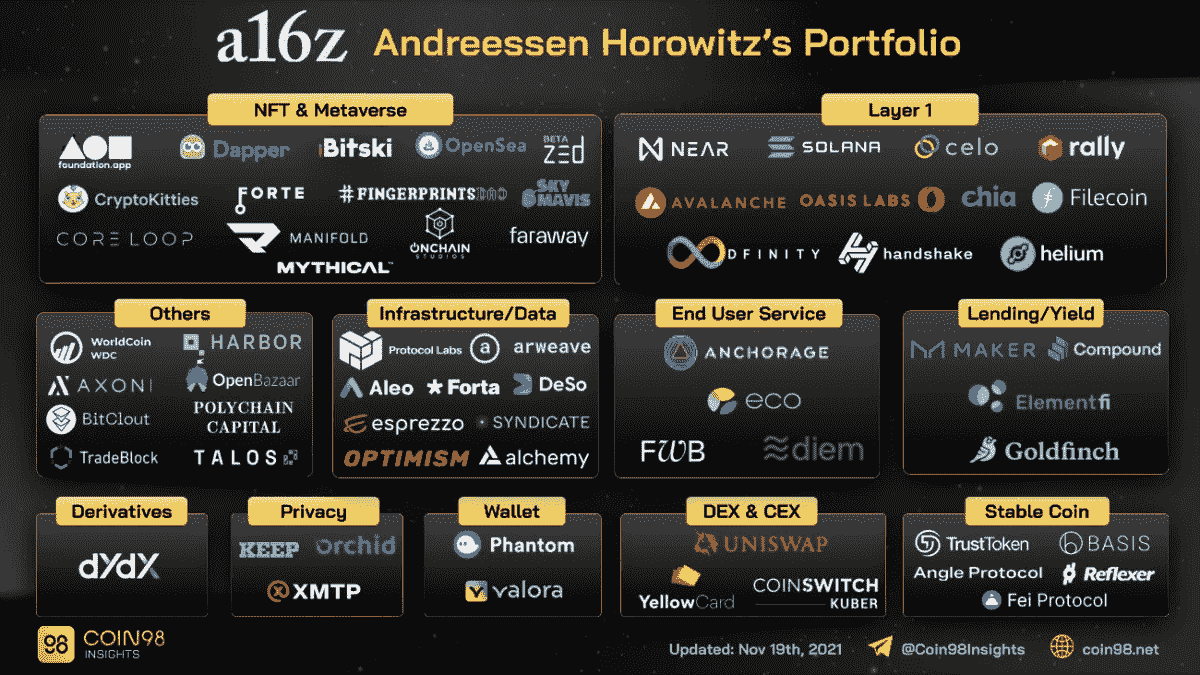 a16z Andreessen Horowitz's Portfolio
NFT & Metaverse
foundation.app Dapper Bitski OpenSea BETA ZED
CryptoKitties FORTE #FINGERPRINTSDAO SKY MAVIS
CORE LOOP MANIFOLD ONCHAIN STUDIOS faraway
MYTHICAL™
Layer 1
NEAR SOLANA celo rally
AVALANCHE OASIS LABS chia Filecoin
DFINITY handshake helium
Others
WorldCoin WDC HARBOR
AXONI OpenBazaar
BitClout POLYCHAIN CAPITAL
TradeBlock TALOS
Infrastructure/Data
Protocol Labs a arweave
Aleo Forta DeSo
esprezzo SYNDICATE
OPTIMISM alchemy
End User Service
ANCHORAGE
eco
FWB diem
Lending/Yield
MAKER Compound
Elementfi
Goldfinch
Derivatives
dYdX
Privacy
KEEP orchid
XMTP
Wallet
Phantom
valora
DEX & CEX
UNISWAP
YellowCard COINSWITCH KUBER
Stable Coin
TrustToken BASIS
Angle Protocol Reflexer
Fei Protocol
98 COIN98 INSIGHTS
Updated: Nov 19th, 2021 @Coin98Insights coin98.net